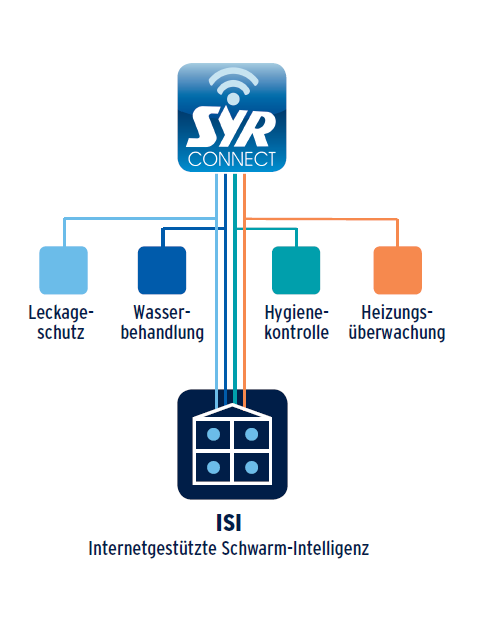 SYR
CONNECT
Leckage-
schutz
Wasser-
behandlung
Hygiene-
kontrolle
Heizungs-
überwachung
ISI
Internetgestützte Schwarm-Intelligenz